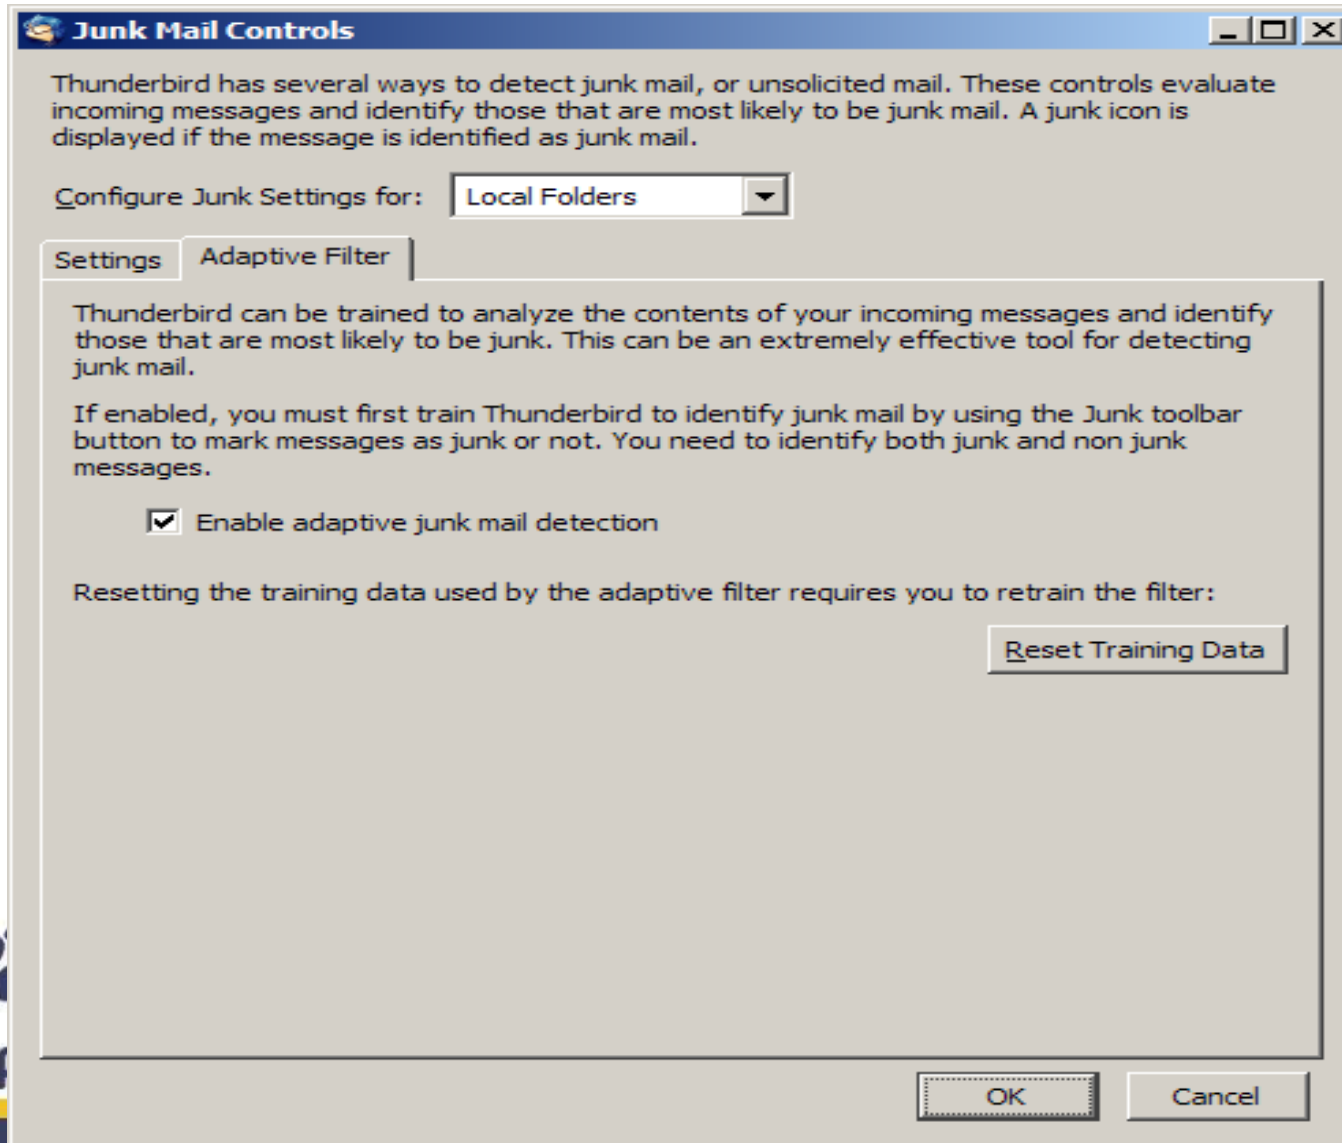 Junk Mail Controls
Thunderbird has several ways to detect junk mail, or unsolicited mail. These controls evaluate
incoming messages and identify those that are most likely to be junk mail. A junk icon is
displayed if the message is identified as junk mail.
Configure Junk Settings for: Local Folders
Settings Adaptive Filter
Thunderbird can be trained to analyze the contents of your incoming messages and identify
those that are most likely to be junk. This can be an extremely effective tool for detecting
junk mail.
If enabled, you must first train Thunderbird to identify junk mail by using the Junk toolbar
button to mark messages as junk or not. You need to identify both junk and non junk
messages.
Enable adaptive junk mail detection
Resetting the training data used by the adaptive filter requires you to retrain the filter:
Reset Training Data
OK Cancel